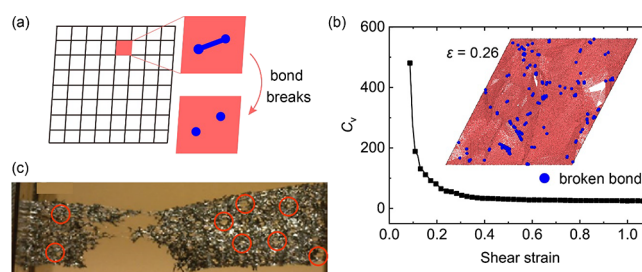 (a)
bond
breaks
(b)
600
400
200
0
C_v
ε = 0.26
broken bond
0.0 0.2 0.4 0.6 0.8 1.0
Shear strain
(c)